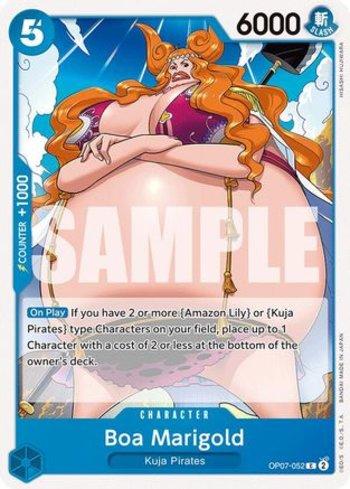 5
6000
斬
SLASH
HISASHI FUJIWARA
COUNTER +1000
SAMPLE
On Play If you have 2 or more {Amazon Lily} or {Kuja
Pirates} type Characters on your field, place up to 1
Character with a cost of 2 or less at the bottom of the
owner's deck.
CHARACTER
Boa Marigold
Kuja Pirates
OP07-052 C 2
©E.O./S. ©E.O./S., T.A. BANDAI MADE IN JAPAN